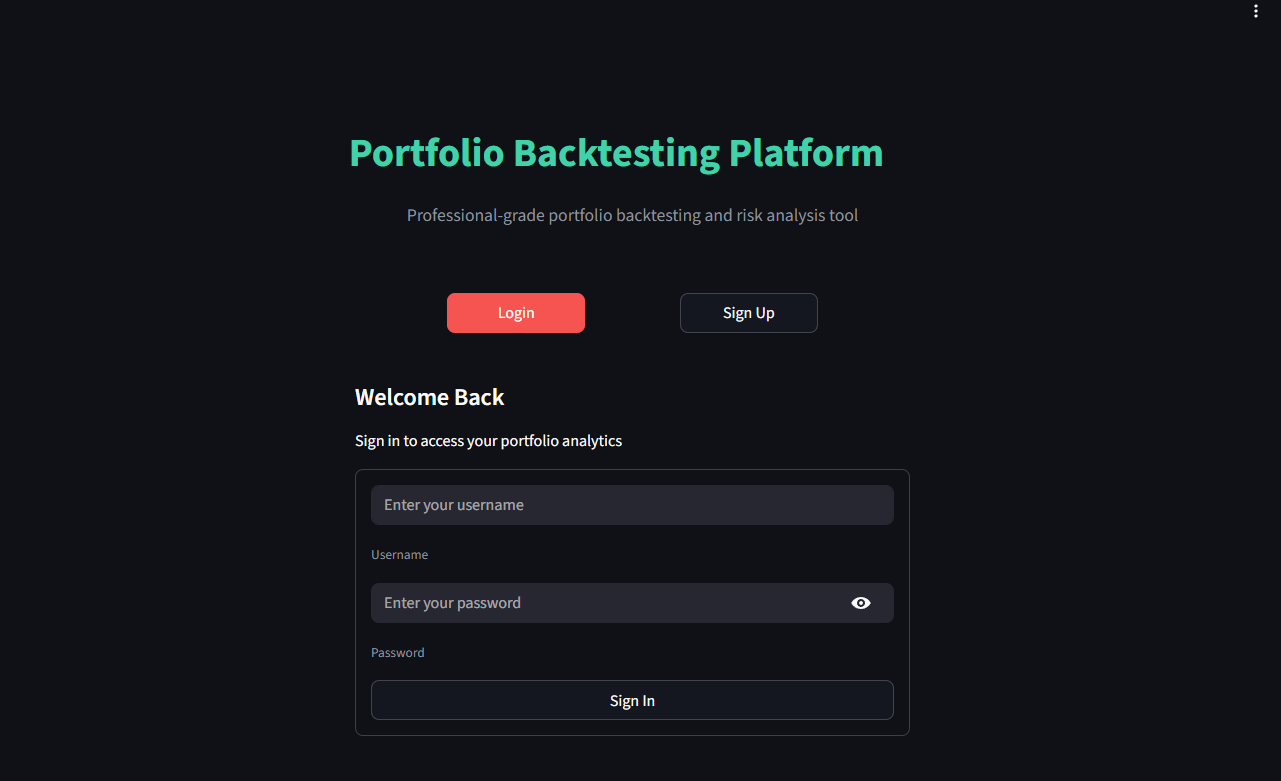 Portfolio Backtesting Platform
Professional-grade portfolio backtesting and risk analysis tool
Login
Sign Up
Welcome Back
Sign in to access your portfolio analytics
Enter your username
Username
Enter your password
Password
Sign In